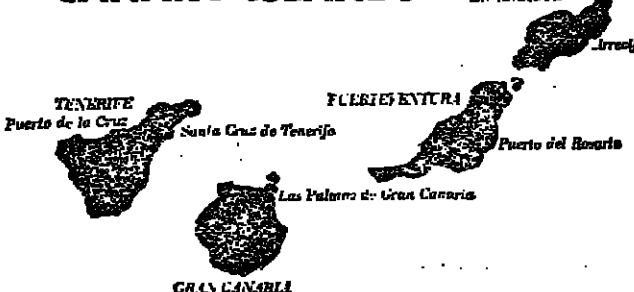 TENERIFE
Puerto de la Cruz
Santa Cruz de Tenerife
FUERTEVENTURA
Puerto del Rosario
Las Palmas de Gran Canaria
GRAN CANARIA